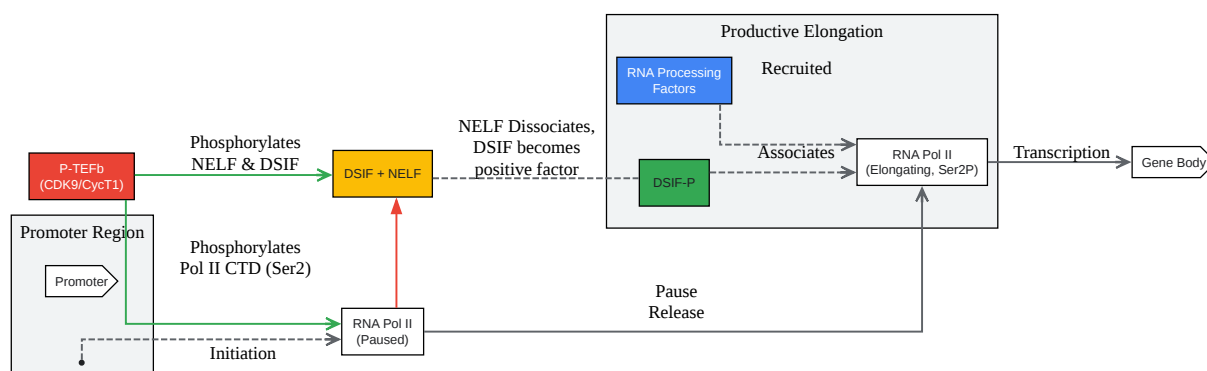 Productive Elongation
RNA Processing
Factors
Recruited
Phosphorylates
NELF & DSIF
NELF Dissociates,
DSIF becomes
positive factor
P-TEFb
(CDK9/CycT1)
DSIF + NELF
DSIF-P
Associates
RNA Pol II
(Elongating, Ser2P)
Transcription
Gene Body
Promoter Region
Promoter
Phosphorylates
Pol II CTD (Ser2)
Initiation
RNA Pol II
(Paused)
Pause
Release